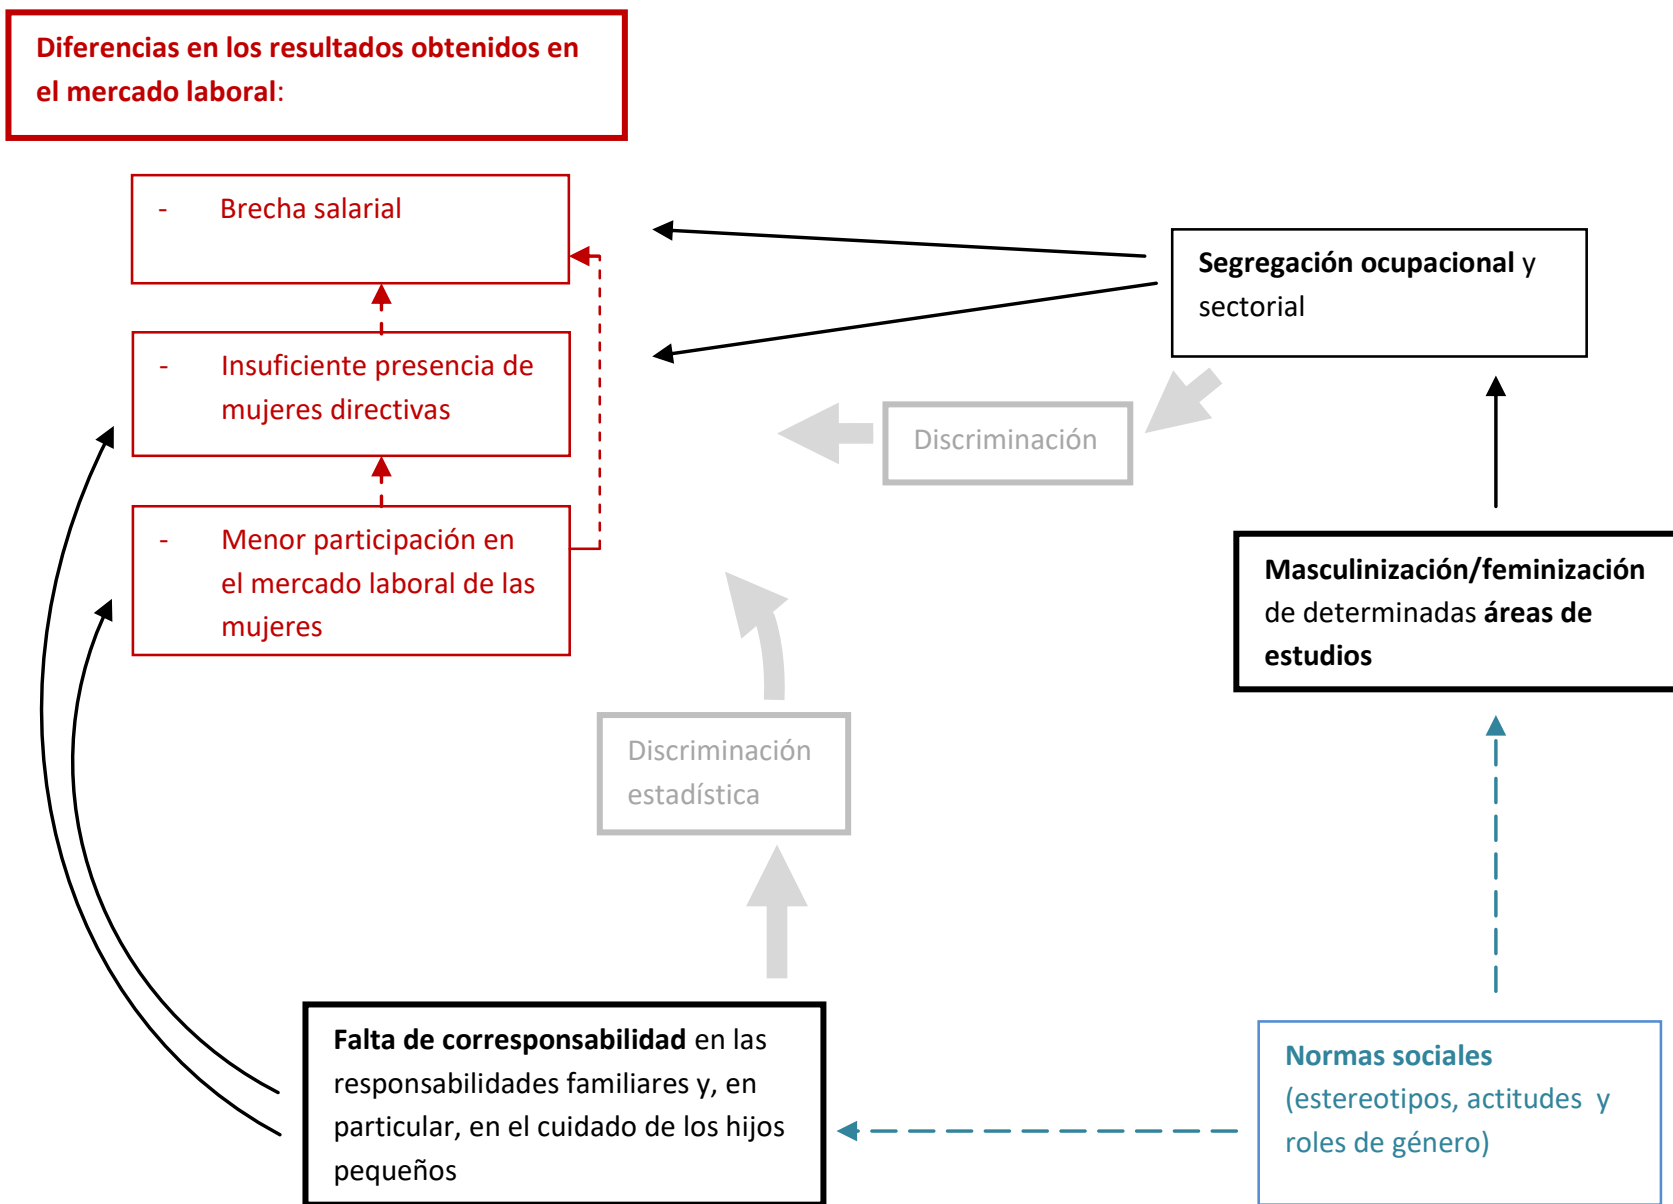 Diferencias en los resultados obtenidos en
el mercado laboral:
- Brecha salarial
- Insuficiente presencia de
mujeres directivas
- Menor participación en
el mercado laboral de las
mujeres
Segregación ocupacional y
sectorial
Discriminación
Masculinización/feminización
de determinadas áreas de
estudios
Discriminación
estadística
Falta de corresponsabilidad en las
responsabilidades familiares y, en
particular, en el cuidado de los hijos
pequeños
Normas sociales
(estereotipos, actitudes y
roles de género)